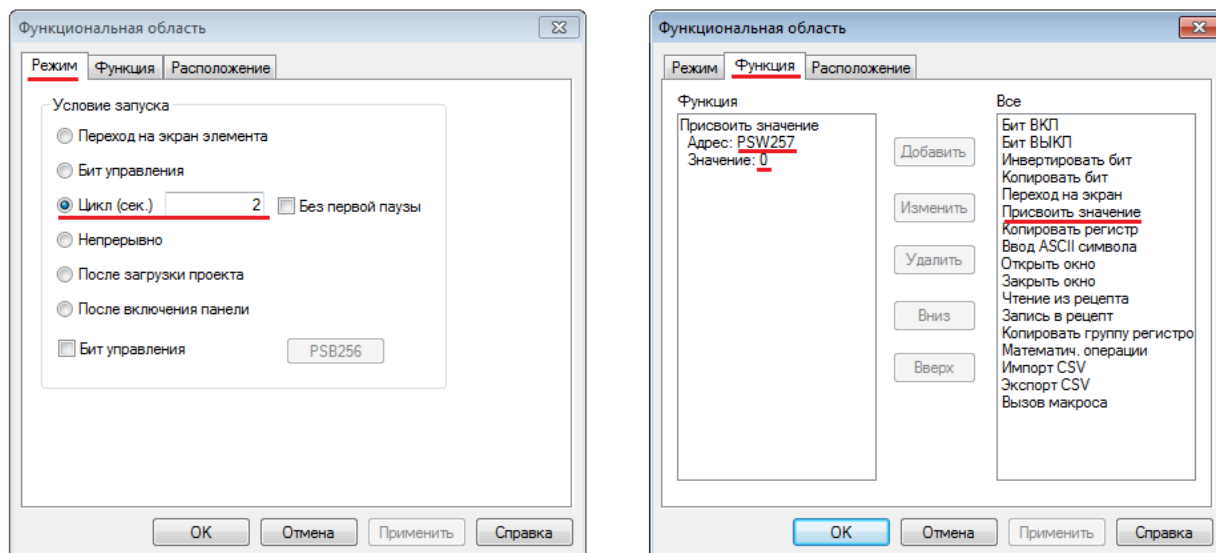 Функциональная область
Режим Функция Расположение
Условие запуска
Переход на экран элемента
Бит управления
Цикл (сек.) 2 Без первой паузы
Непрерывно
После загрузки проекта
После включения панели
Бит управления PSB256
OK Отмена Применить Справка
Функциональная область
Режим Функция Расположение
Функция
Присвоить значение
Адрес: PSW257
Значение: 0
Добавить
Изменить
Удалить
Вниз
Вверх
Все
Бит ВКЛ
Бит ВЫКЛ
Инвертировать бит
Копировать бит
Переход на экран
Присвоить значение
Копировать регистр
Ввод ASCII символа
Открыть окно
Закрыть окно
Чтение из рецепта
Запись в рецепт
Копировать группу регистро
Математич. операции
Импорт CSV
Экспорт CSV
Вызов макроса
OK Отмена Применить Справка